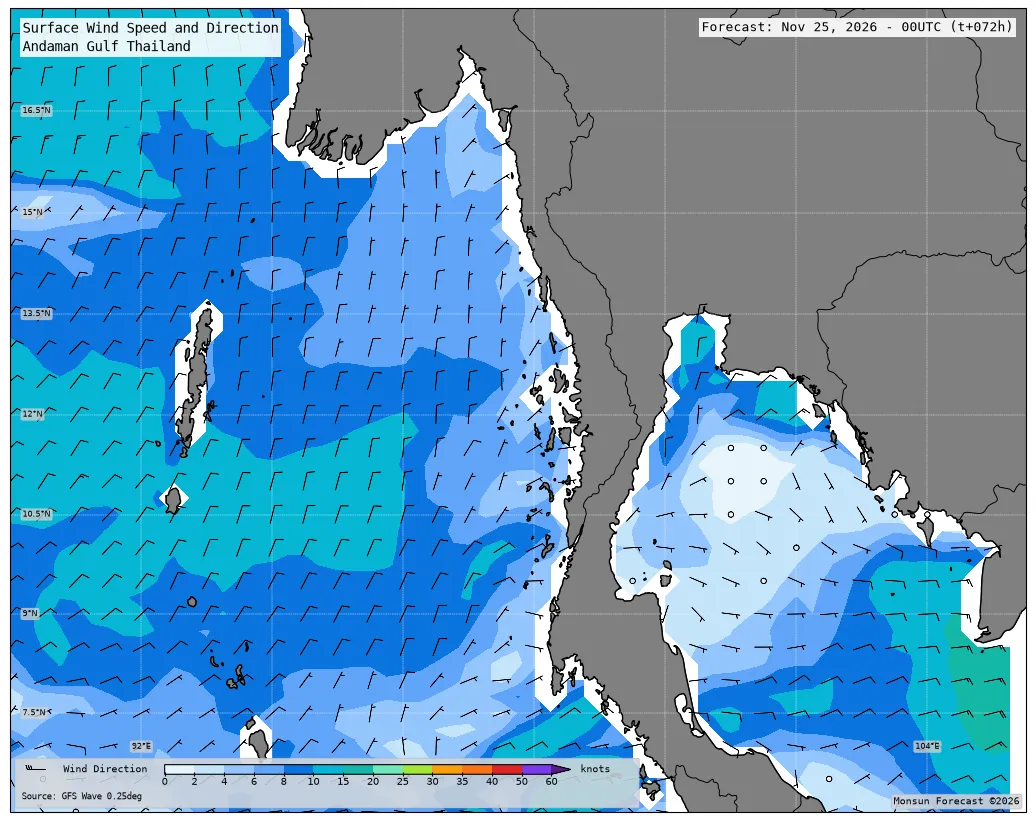 Surface Wind Speed and Direction
Andaman Gulf Thailand
Forecast: Nov 25, 2026 - 00UTC (t+072h)
16.5°N
15°N
13.5°N
12°N
10.5°N
9°N
7.5°N
92°E
104°E
Wind Direction
0 2 4 6 8 10 15 20 25 30 40 50 60
knots
Source: GFS Wave 0.25deg
Monsun Forecast ©2026